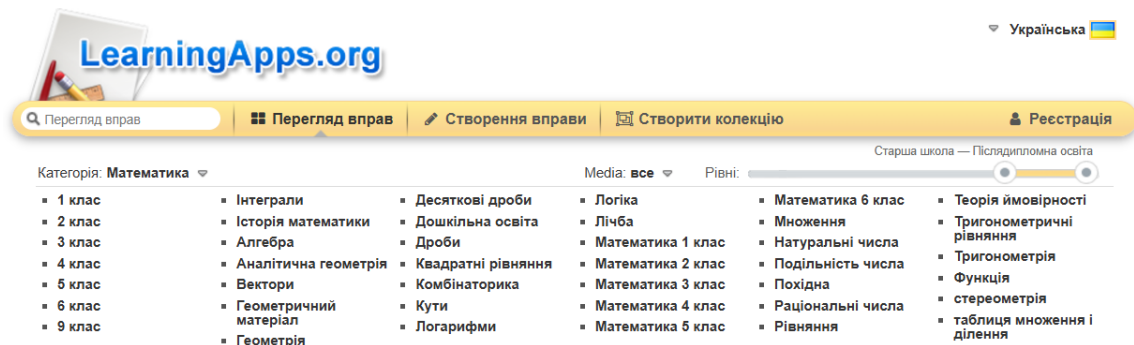 LearningApps.org
Українська
Перегляд вправ
Перегляд вправ
Створення вправи
Створити колекцію
Реєстрація
Старша школа — Післядипломна освіта
Категорія: Математика
Media: все
Рівні:
1 клас
2 клас
3 клас
4 клас
5 клас
6 клас
9 клас
Інтеграли
Історія математики
Алгебра
Аналітична геометрія
Вектори
Геометричний
матеріал
Геометрія
Десяткові дроби
Дошкільна освіта
Дроби
Квадратні рівняння
Комбінаторика
Кути
Логарифми
Логіка
Лічба
Математика 1 клас
Математика 2 клас
Математика 3 клас
Математика 4 клас
Математика 5 клас
Математика 6 клас
Множення
Натуральні числа
Подільність числа
Похідна
Раціональні числа
Рівняння
Теорія ймовірності
Тригонометричні
рівняння
Тригонометрія
Функція
стереометрія
таблиця множення і
ділення